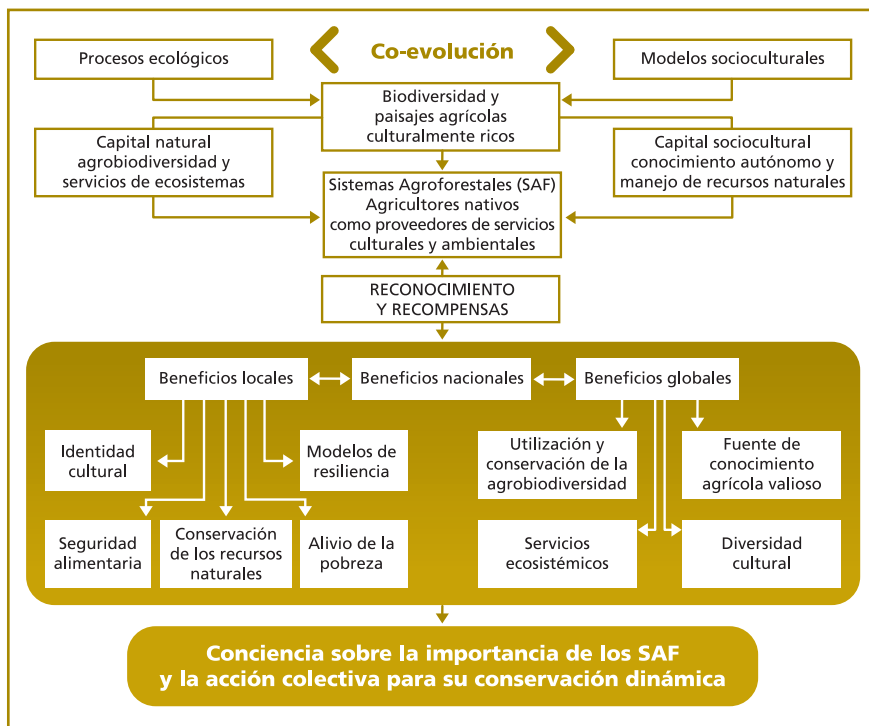 Procesos ecológicos
Co-evolución
Modelos socioculturales
Biodiversidad y
paisajes agrícolas
culturalmente ricos
Capital natural
agrobiodiversidad y
servicios de ecosistemas
Capital sociocultural
conocimiento autónomo y
manejo de recursos naturales
Sistemas Agroforestales (SAF)
Agricultores nativos
como proveedores de servicios
culturales y ambientales
RECONOCIMIENTO
Y RECOMPENSAS
Beneficios locales
Beneficios nacionales
Beneficios globales
Identidad
cultural
Modelos de
resiliencia
Utilización y
conservación de la
agrobiodiversidad
Fuente de
conocimiento
agrícola valioso
Seguridad
alimentaria
Conservación
de los recursos
naturales
Alivio de la
pobreza
Servicios
ecosistémicos
Diversidad
cultural
Conciencia sobre la importancia de los SAF
y la acción colectiva para su conservación dinámica